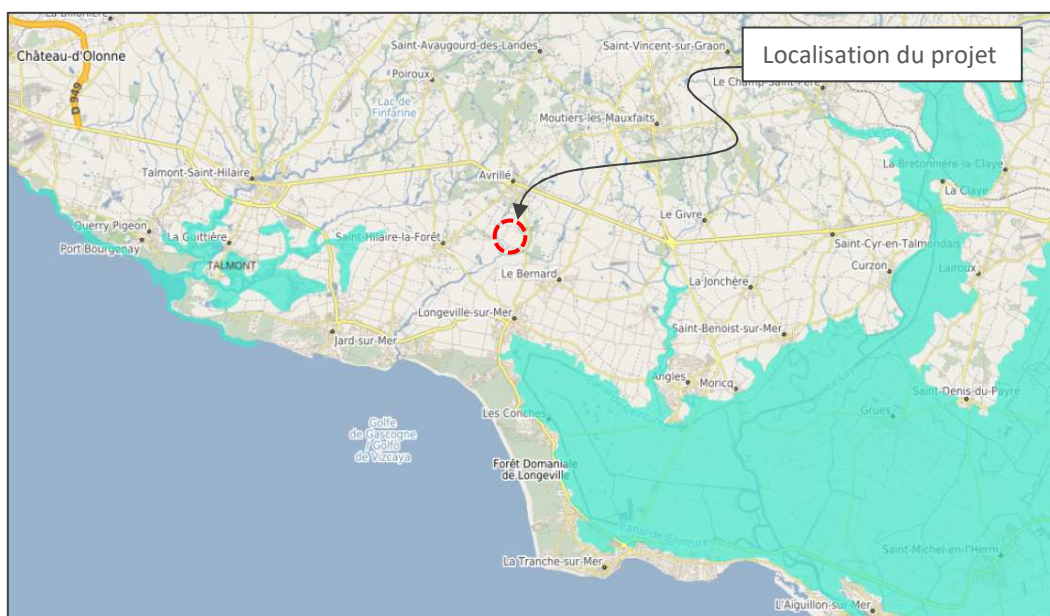 Château-d'Olonne
D 949
Saint-Avaugourd-des-Landes
Saint-Vincent-sur-Graon
Localisation du projet
Poiroux
Le Champ-Saint-Père
Lac de
Finfarine
Moutiers-les-Mauxfaits
La Bretonnière-la-Claye
Talmont-Saint-Hilaire
Avrillé
La Claye
Querry Pigeon
Port Bourgenay
La Guittière
Saint-Hilaire-la-Forêt
Le Givre
Saint-Cyr-en-Talmondais
TALMONT
Le Bernard
La Jonchère
Curzon
Lairoux
Longeville-sur-Mer
Jard-sur-Mer
Saint-Benoist-sur-Mer
Angles
Moricq
Saint-Denis-du-Payre
Les Conches
Grues
Golfe
de Gascogne
/ Golfo
de Vizcaya
Forêt Domaniale
de Longeville
Canal de Ceinture
Saint-Michel-en-l'Herm
La Tranche-sur-Mer
L'Aiguillon-sur-Mer